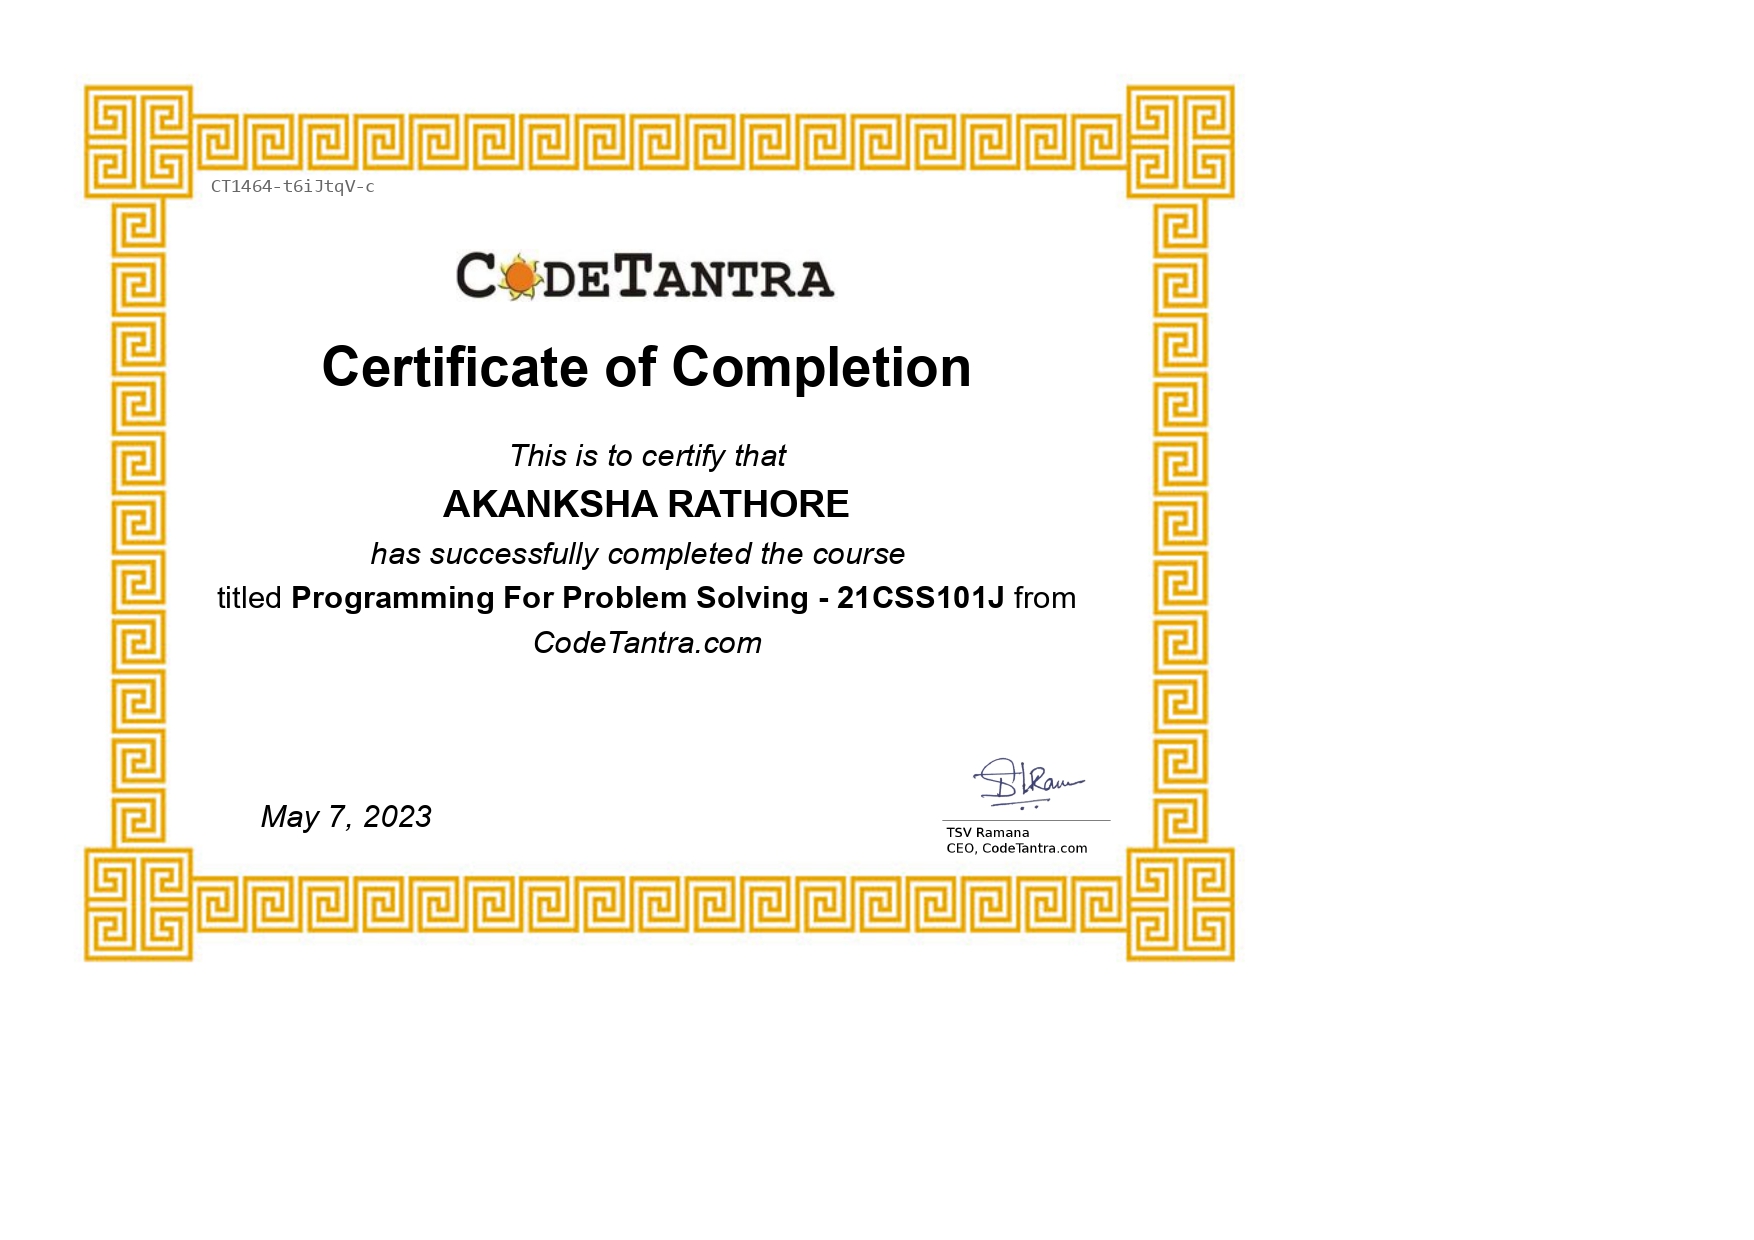 CT1464-t6iJtqV-c
CODETANTRA
Certificate of Completion
This is to certify that
AKANKSHA RATHORE
has successfully completed the course
titled Programming For Problem Solving - 21CSS101J from
CodeTantra.com
May 7, 2023
TSV Ramana
CEO, CodeTantra.com